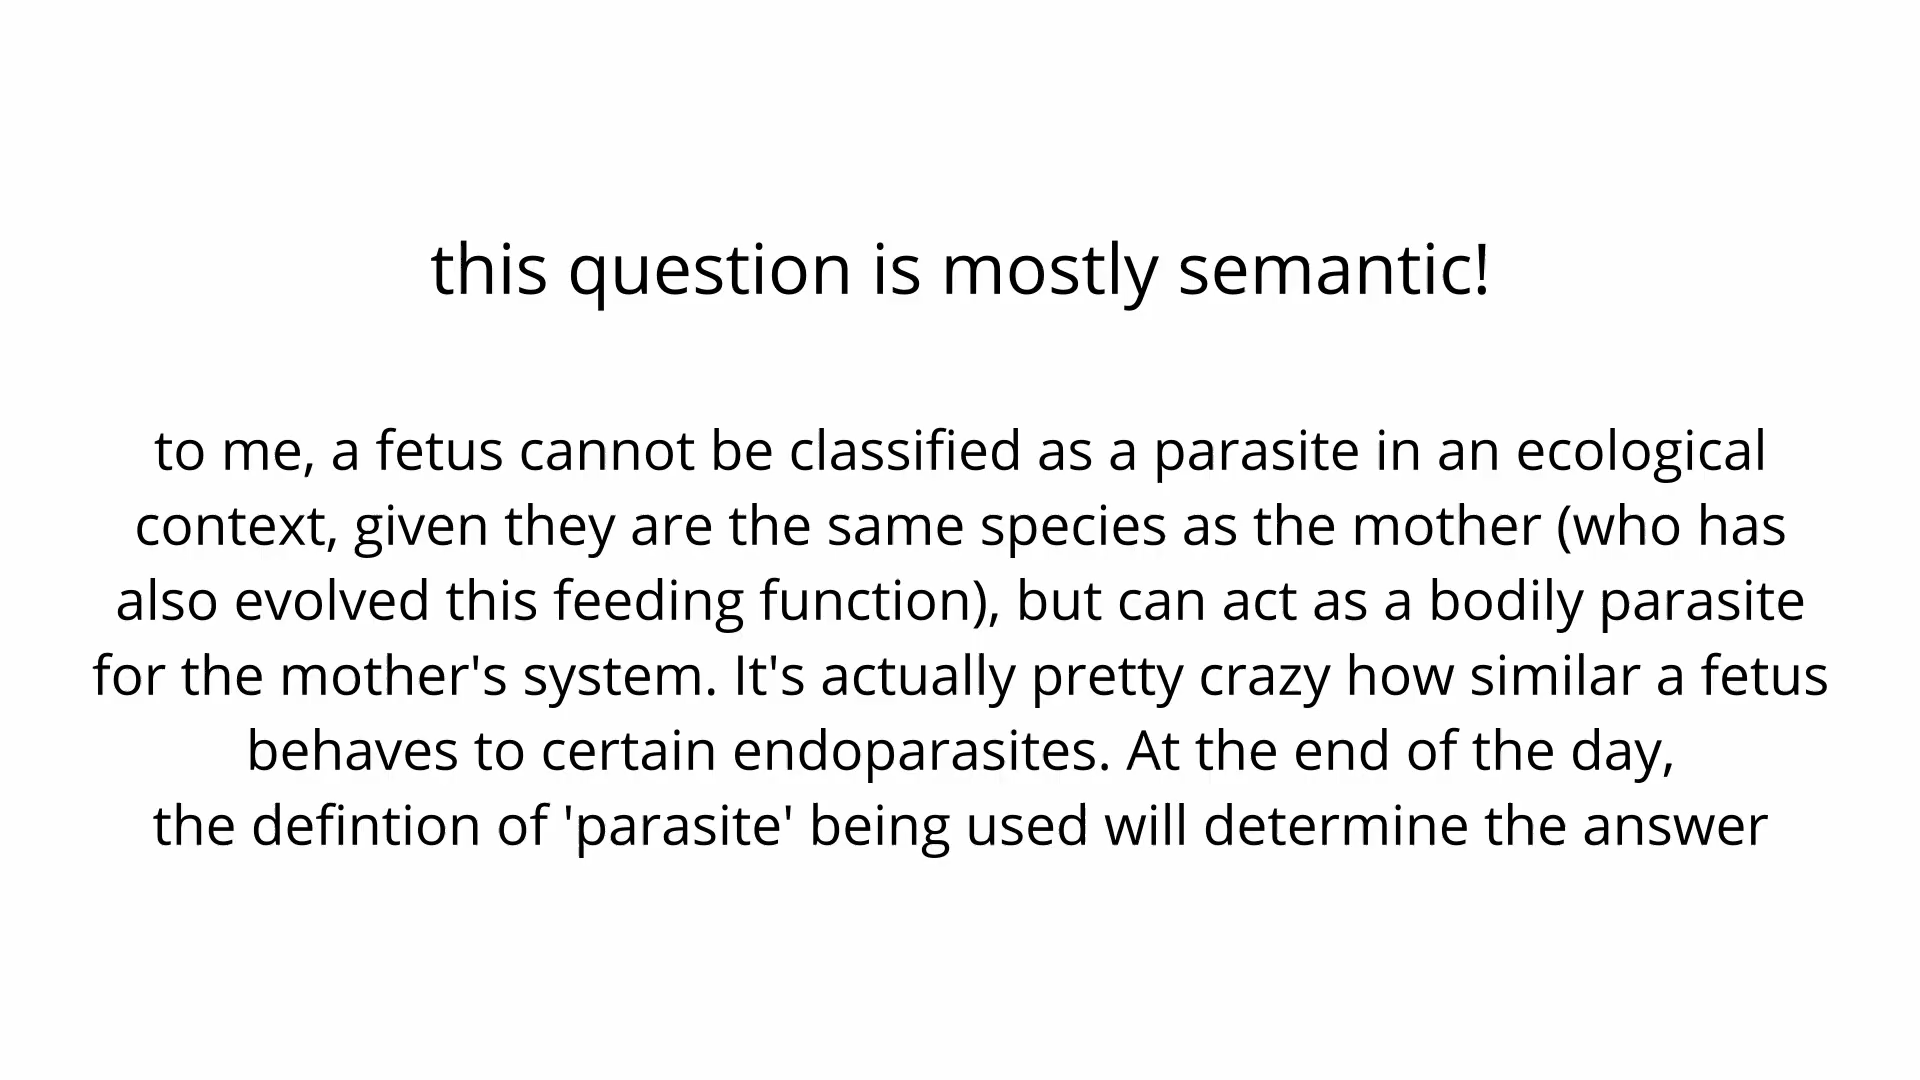 this question is mostly semantic!
to me, a fetus cannot be classified as a parasite in an ecological
context, given they are the same species as the mother (who has
also evolved this feeding function), but can act as a bodily parasite
for the mother's system. It's actually pretty crazy how similar a fetus
behaves to certain endoparasites. At the end of the day,
the defintion of 'parasite' being used will determine the answer